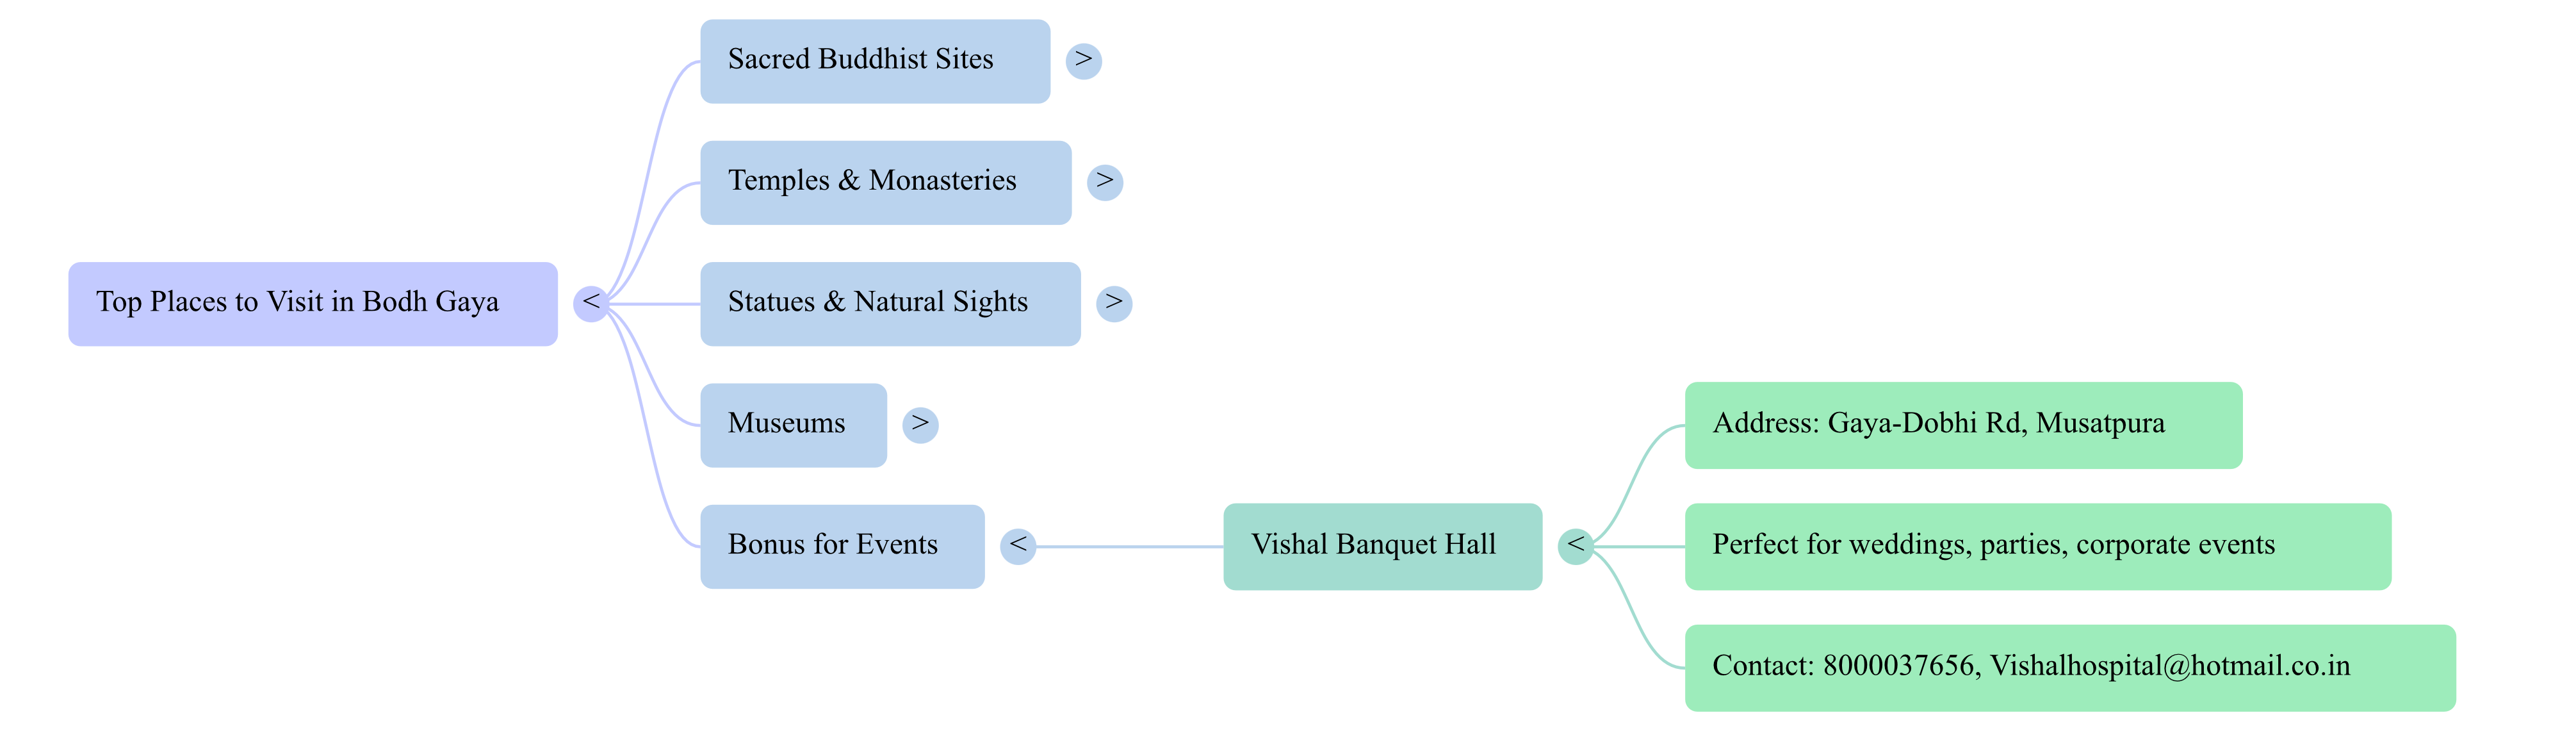 Top Places to Visit in Bodh Gaya
<
Sacred Buddhist Sites
>
Temples & Monasteries
>
Statues & Natural Sights
>
Museums
>
Bonus for Events
<
Vishal Banquet Hall
<
Address: Gaya-Dobhi Rd, Musatpura
Perfect for weddings, parties, corporate events
Contact: 8000037656, Vishalhospital@hotmail.co.in